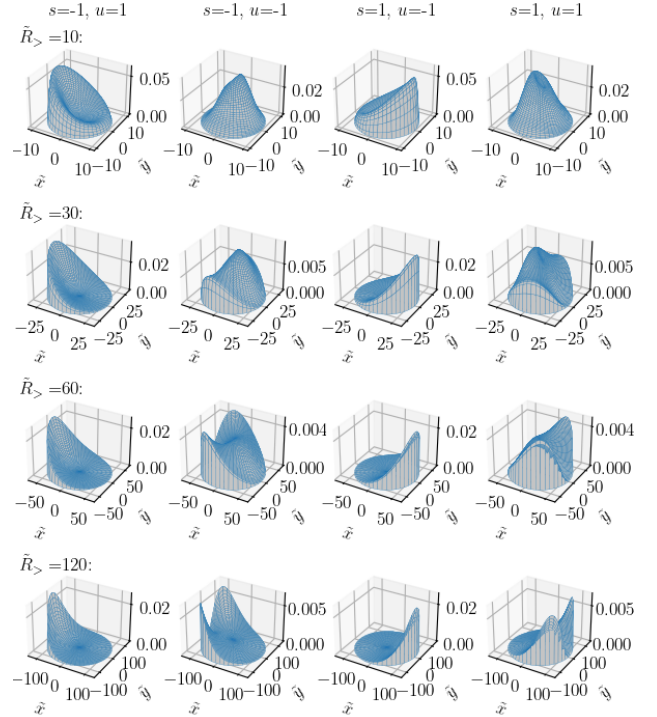 s=-1, u=1 s=-1, u=-1 s=1, u=-1 s=1, u=1
R̃> =10:
0.05 0.02 0.05 0.02
0.00 0.00 0.00 0.00
10 10 10 10
−10 0 −10 0 −10 0 −10 0
10−10 10−10 10−10 10−10
x̃ ỹ x̃ ỹ x̃ ỹ x̃ ỹ
R̃> =30:
0.02 0.005 0.02 0.005
0.00 0.000 0.00 0.000
25 25 25 25
0 0 0 0
−25 0 25 −25 −25 0 25 −25 −25 0 25 −25 −25 0 25 −25
x̃ ỹ x̃ ỹ x̃ ỹ x̃ ỹ
R̃> =60:
0.02 0.004 0.02 0.004
0.00 0.000 0.00 0.000
50 50 50 50
0 0 0 0
−50 0 50 −50 −50 0 50 −50 −50 0 50 −50 −50 0 50 −50
x̃ ỹ x̃ ỹ x̃ ỹ x̃ ỹ
R̃> =120:
0.02 0.005 0.02 0.005
0.00 0.000 0.00 0.000
100 100 100 100
0 0 0 0
−100 0 −100 0 −100 0 −100 0
100−100 100−100 100−100 100−100
x̃ ỹ x̃ ỹ x̃ ỹ x̃ ỹ